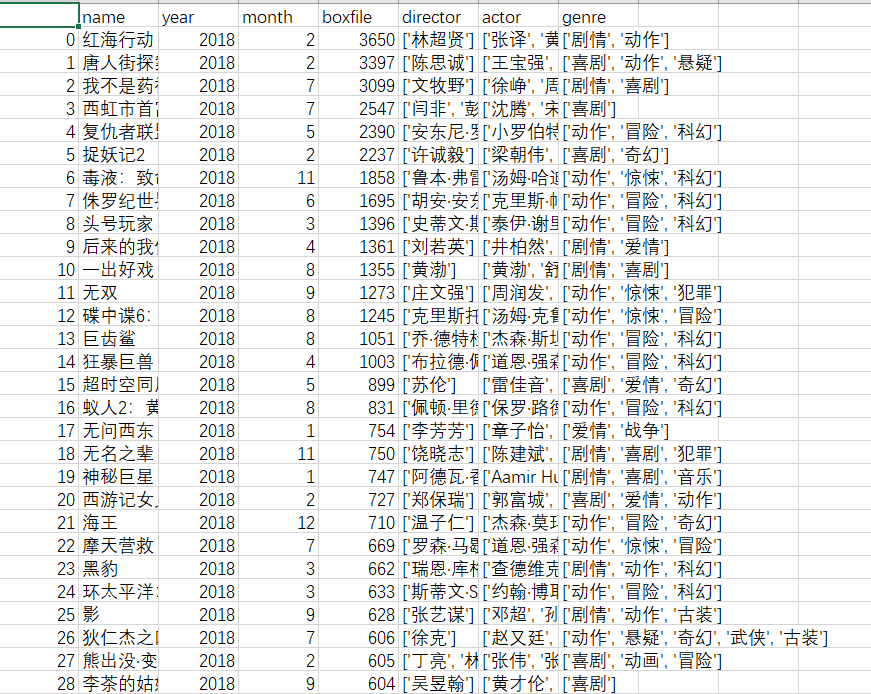 name year month boxfile director actor genre
0 红海行动 2018 2 3650 ['林超贤'] ['张译', '黄 ['剧情', '动作']
1 唐人街探 2018 2 3397 ['陈思诚'] ['王宝强', ['喜剧', '动作', '悬疑']
2 我不是药 2018 7 3099 ['文牧野'] ['徐峥', '周 ['剧情', '喜剧']
3 西虹市首 2018 7 2547 ['闫非', '彭 ['沈腾', '宋 ['喜剧']
4 复仇者联 2018 5 2390 ['安东尼· ['小罗伯特 ['动作', '冒险', '科幻']
5 捉妖记2 2018 2 2237 ['许诚毅'] ['梁朝伟', ['喜剧', '奇幻']
6 毒液：致 2018 11 1858 ['鲁本·弗雷 ['汤姆·哈迪 ['动作', '惊悚', '科幻']
7 侏罗纪世 2018 6 1695 ['胡安·安东 ['克里斯·帕 ['动作', '冒险', '科幻']
8 头号玩家 2018 3 1396 ['史蒂文·斯 ['泰伊·谢里 ['动作', '冒险', '科幻']
9 后来的我 2018 4 1361 ['刘若英'] ['井柏然', ['剧情', '爱情']
10 一出好戏 2018 8 1355 ['黄渤'] ['黄渤', '舒 ['剧情', '喜剧']
11 无双 2018 9 1273 ['庄文强'] ['周润发', ['动作', '惊悚', '犯罪']
12 碟中谍6： 2018 8 1245 ['克里斯托 ['汤姆·克鲁 ['动作', '惊悚', '冒险']
13 巨齿鲨 2018 8 1051 ['乔·德特杜 ['杰森·斯坦 ['动作', '冒险', '科幻']
14 狂暴巨兽 2018 4 1003 ['布拉德·佩 ['道恩·强森 ['动作', '冒险', '科幻']
15 超时空同 2018 5 899 ['苏伦'] ['雷佳音', ['喜剧', '爱情', '奇幻']
16 蚁人2：黄 2018 8 831 ['佩顿·里德 ['保罗·路德 ['动作', '冒险', '科幻']
17 无问西东 2018 1 754 ['李芳芳'] ['章子怡', ['爱情', '战争']
18 无名之辈 2018 11 750 ['饶晓志'] ['陈建斌', ['剧情', '喜剧', '犯罪']
19 神秘巨星 2018 1 747 ['阿德瓦·香 ['Aamir Hu ['剧情', '喜剧', '音乐']
20 西游记女 2018 2 727 ['郑保瑞'] ['郭富城', ['喜剧', '爱情', '动作']
21 海王 2018 12 710 ['温子仁'] ['杰森·莫玛 ['动作', '冒险', '奇幻']
22 摩天营救 2018 7 669 ['罗森·马歇 ['道恩·强森 ['动作', '惊悚', '冒险']
23 黑豹 2018 3 662 ['瑞恩·库格 ['查德维克 ['剧情', '动作', '科幻']
24 环太平洋 2018 3 633 ['斯蒂文·S ['约翰·博耶 ['动作', '冒险', '科幻']
25 影 2018 9 628 ['张艺谋'] ['邓超', '孙 ['剧情', '动作', '古装']
26 狄仁杰之 2018 7 606 ['徐克'] ['赵又廷', ['动作', '悬疑', '奇幻', '武侠', '古装']
27 熊出没·变 2018 2 605 ['丁亮', '林 ['张伟', '张 ['喜剧', '动画', '冒险']
28 李茶的姑 2018 9 604 ['吴昱翰'] ['黄才伦', ['喜剧']